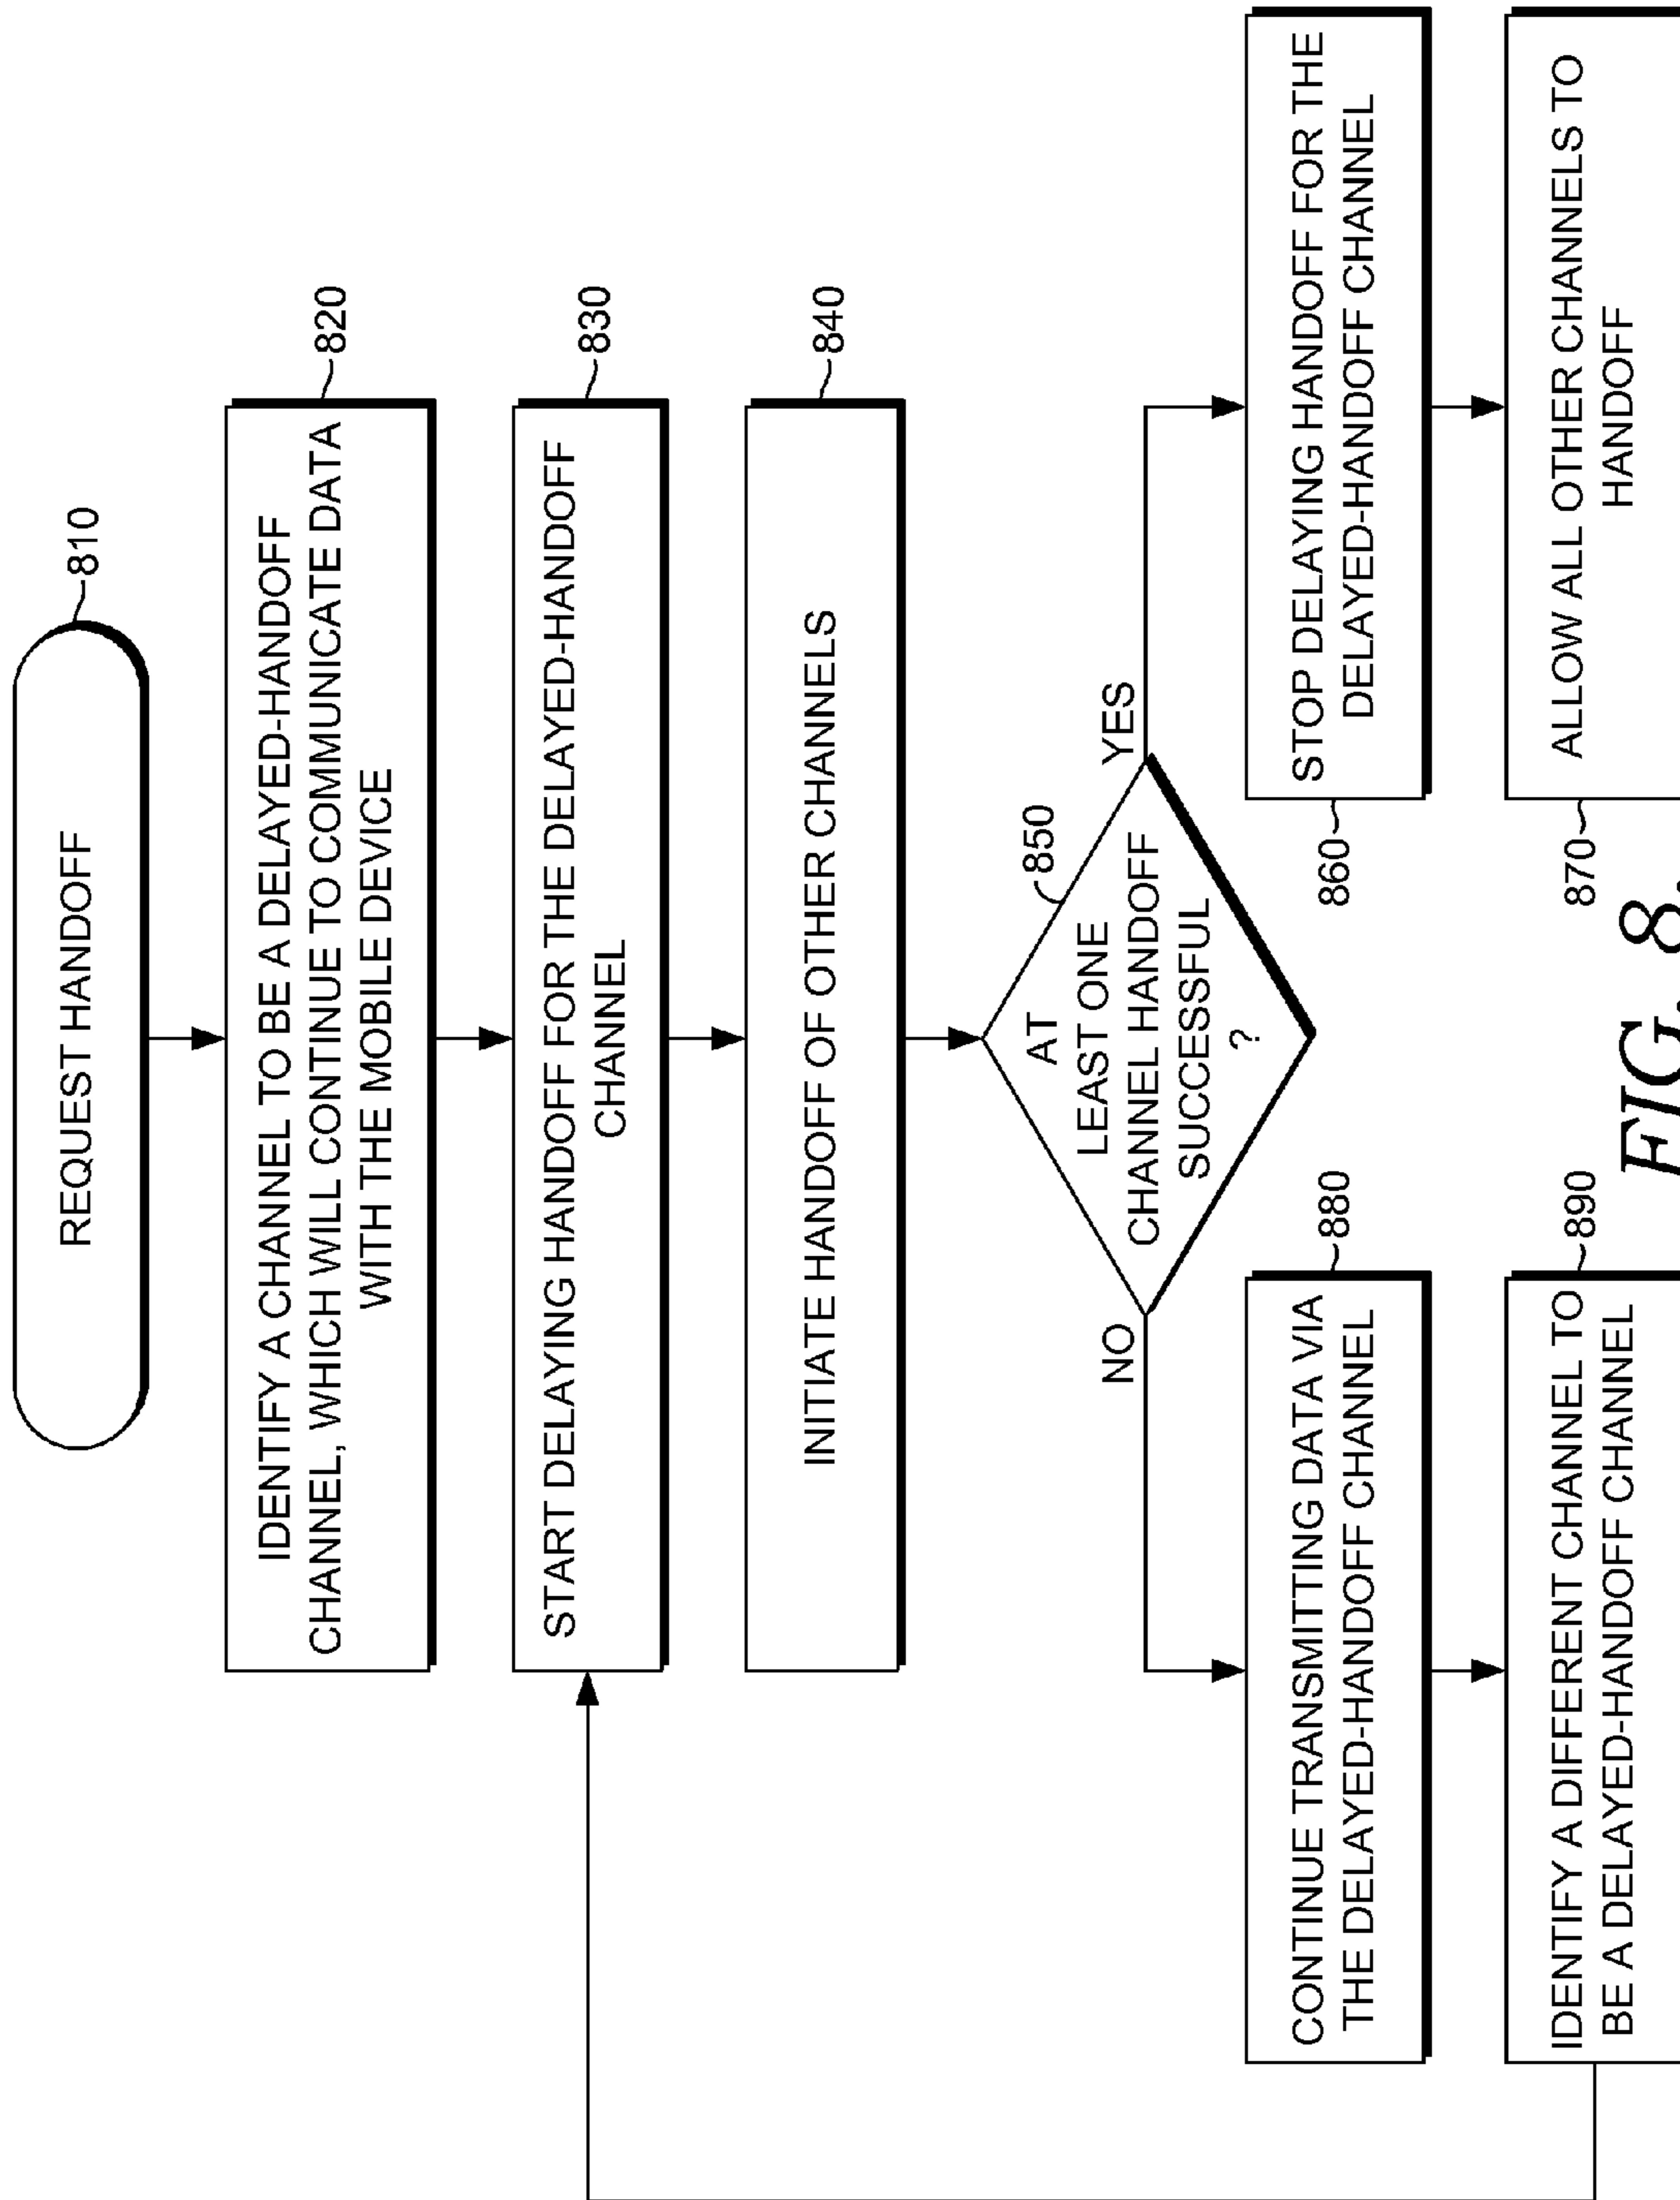 REQUEST HANDOFF
810
IDENTIFY A CHANNEL TO BE A DELAYED-HANDOFF
CHANNEL, WHICH WILL CONTINUE TO COMMUNICATE DATA
WITH THE MOBILE DEVICE
820
START DELAYING HANDOFF FOR THE DELAYED-HANDOFF
CHANNEL
830
INITIATE HANDOFF OF OTHER CHANNELS
840
AT
LEAST ONE
CHANNEL HANDOFF
SUCCESSFUL
?
850
NO
YES
CONTINUE TRANSMITTING DATA VIA
THE DELAYED-HANDOFF CHANNEL
880
IDENTIFY A DIFFERENT CHANNEL TO
BE A DELAYED-HANDOFF CHANNEL
890
860
STOP DELAYING HANDOFF FOR THE
DELAYED-HANDOFF CHANNEL
870
ALLOW ALL OTHER CHANNELS TO
HANDOFF
FIG. 8.